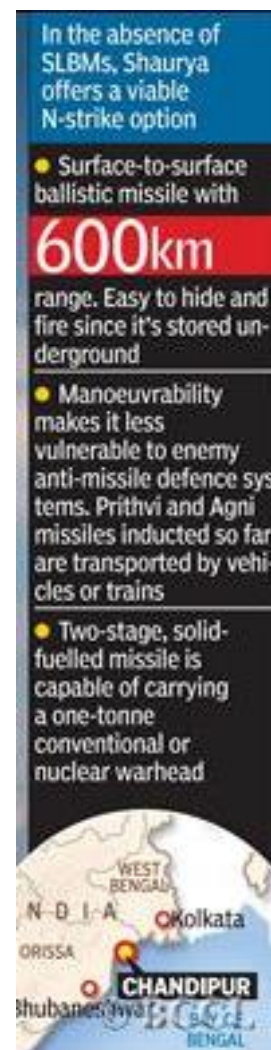 In the absence of
SLBMs, Shaurya
offers a viable
N-strike option
Surface-to-surface
ballistic missile with
600km
range. Easy to hide and
fire since it's stored un-
derground
Manoeuvrability
makes it less
vulnerable to enemy
anti-missile defence sys
tems. Prithvi and Agni
missiles inducted so far
are transported by vehi-
cles or trains
Two-stage, solid-
fuelled missile is
capable of carrying
a one-tonne
conventional or
nuclear warhead
WEST
BENGAL
N D I A
Kolkata
ORISSA
CHANDIPUR
Bhubaneswar
BENGAL